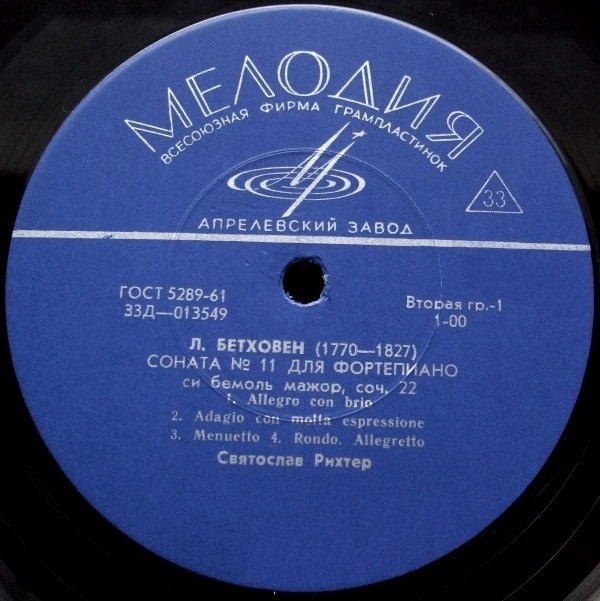 МЕЛОДИЯ
ВСЕСОЮЗНАЯ ФИРМА ГРАМПЛАСТИНОК
33
АПРЕЛЕВСКИЙ ЗАВОД
ГОСТ 5289-61
33Д—013549
Вторая гр.-1
1-00
Л. БЕТХОВЕН (1770—1827)
СОНАТА № 11 ДЛЯ ФОРТЕПИАНО
си бемоль мажор, соч. 22
1. Allegro con brio
2. Adagio con molta espressione
3. Menuetto 4. Rondo. Allegretto
Святослав Рихтер